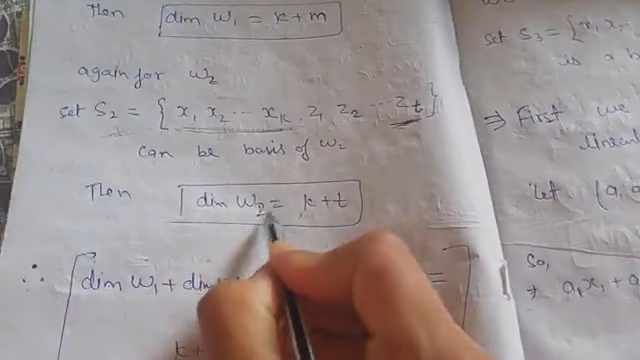 Then dim W₁ = k + m
again for W₂
set S₂ = { x₁ x₂ ... xₖ, z₁ z₂ ... zₜ }
can be basis of W₂
Then dim W₂ = k + t
∴ dim W₁ + dim =
k +
set S₃ = { x₁ x₂
is a
⇒ First we
linear
let (a₁
So,
a₁x₁ + a